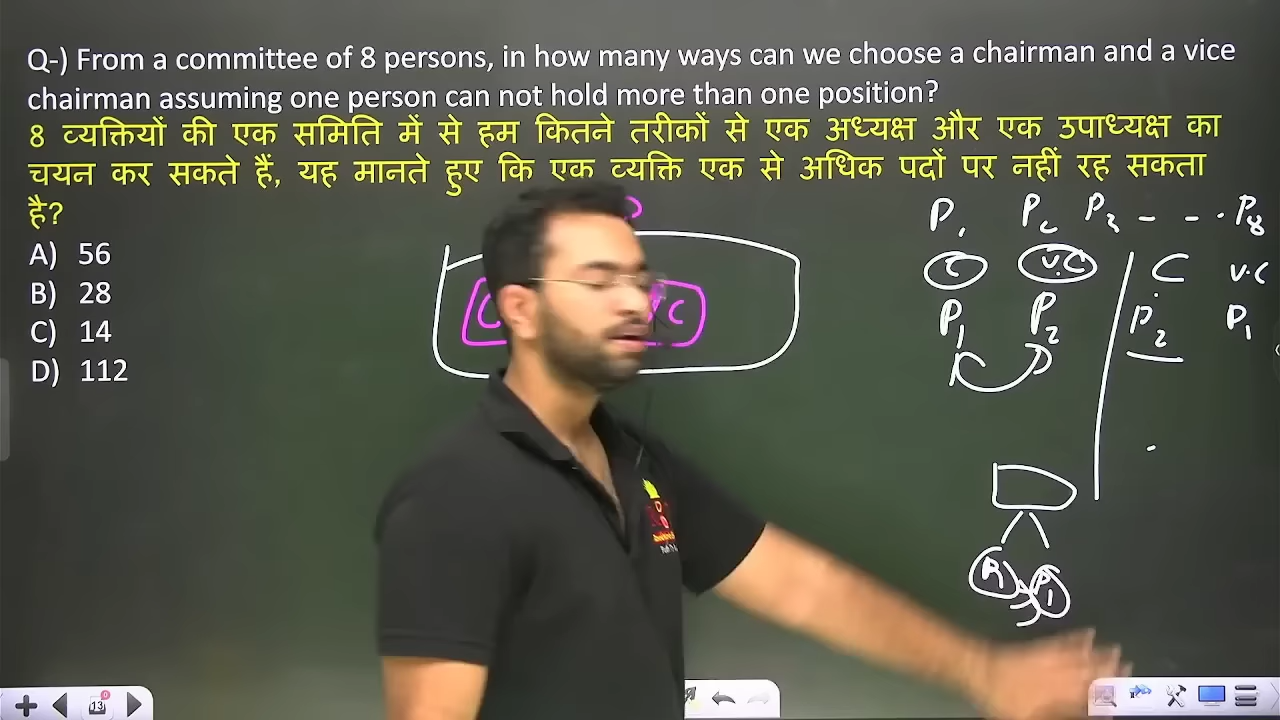 Q-) From a committee of 8 persons, in how many ways can we choose a chairman and a vice
chairman assuming one person can not hold more than one position?
8 व्यक्तियों की एक समिति में से हम कितने तरीकों से एक अध्यक्ष और एक उपाध्यक्ष का
चयन कर सकते हैं, यह मानते हुए कि एक व्यक्ति एक से अधिक पदों पर नहीं रह सकता
है?
A) 56
B) 28
C) 14
D) 112
P1 P2 P3 - - . P8
C V.C C V.C
P1 P2 P2 P1
C C
P1 P1
13